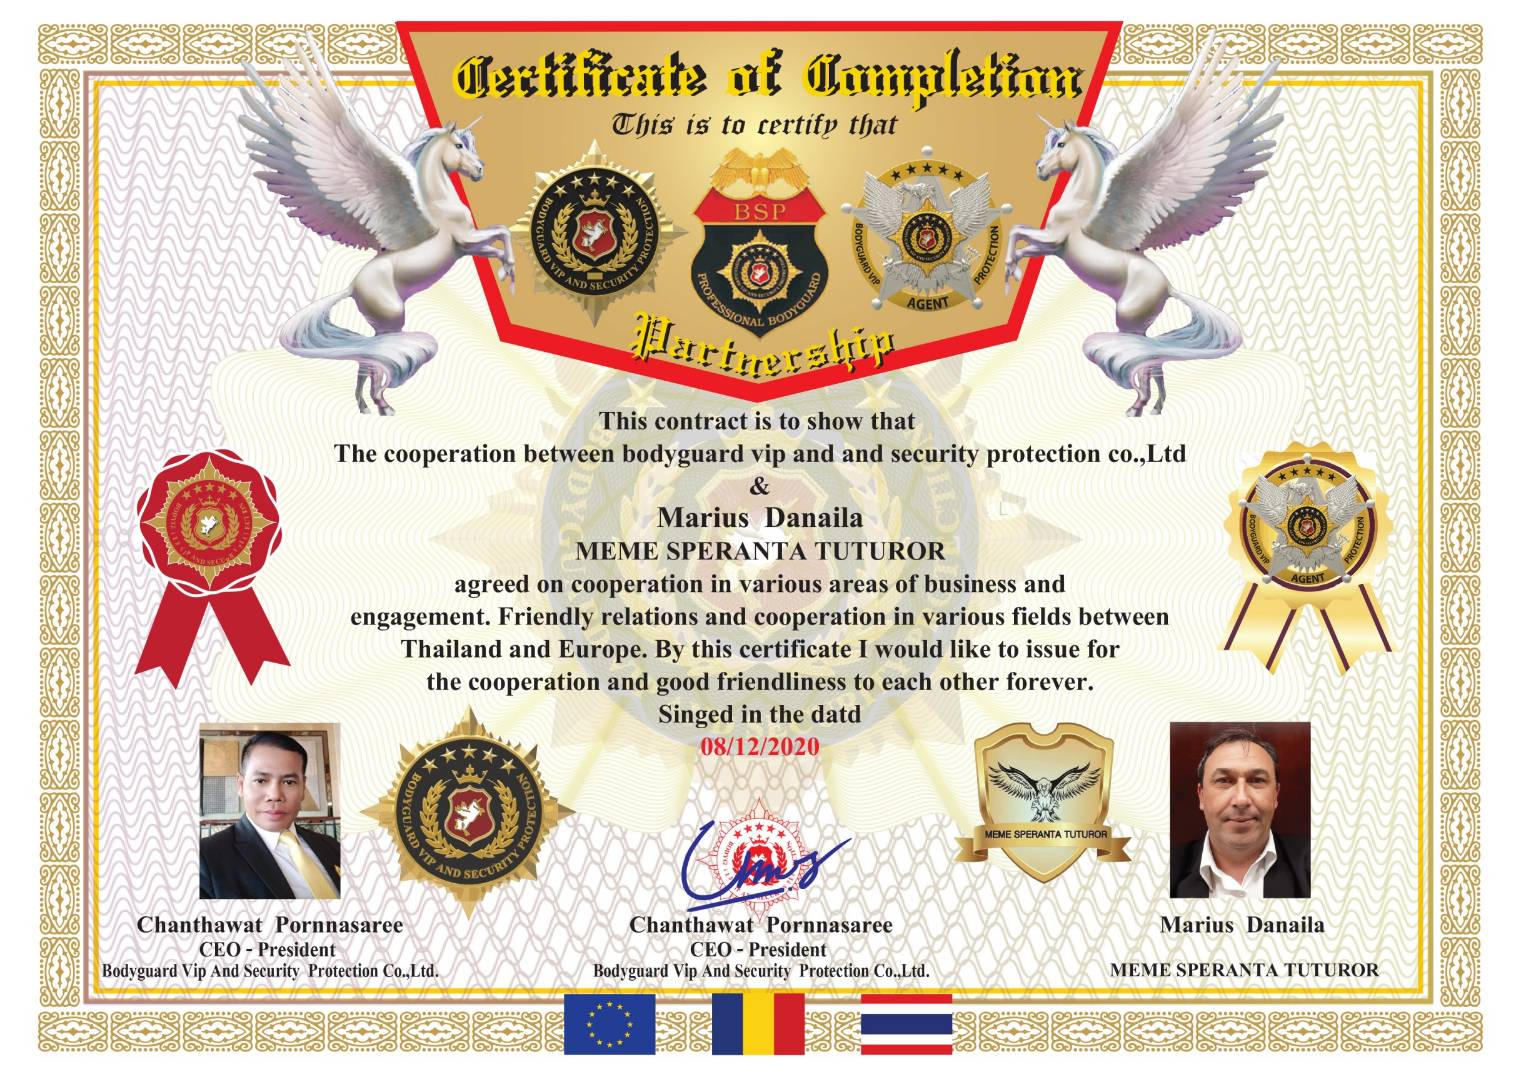 Certificate of Completion
This is to certify that
BODYGUARD VIP AND SECURITY PROTECTION
BSP
PROFESSIONAL BODYGUARD
BODYGUARD VIP
PROTECTION
AGENT
Partnership
This contract is to show that
The cooperation between bodyguard vip and and security protection co.,Ltd
&
Marius Danaila
MEME SPERANTA TUTUROR
agreed on cooperation in various areas of business and
engagement. Friendly relations and cooperation in various fields between
Thailand and Europe. By this certificate I would like to issue for
the cooperation and good friendliness to each other forever.
Singed in the datd
08/12/2020
BODYGUARD VIP
PROTECTION
AGENT
BODYGUARD VIP AND SECURITY PROTECTION
MEME SPERANTA TUTUROR
Chanthawat Pornnasaree
CEO - President
Bodyguard Vip And Security Protection Co.,Ltd.
Chanthawat Pornnasaree
CEO - President
Bodyguard Vip And Security Protection Co.,Ltd.
Marius Danaila
MEME SPERANTA TUTUROR